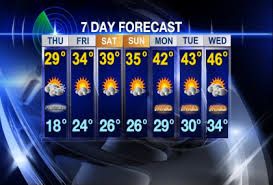 7 DAY FORECAST
THU FRI SAT SUN MON TUE WED
29° 34° 39° 35° 42° 43° 46°
18° 24° 26° 26° 29° 30° 34°